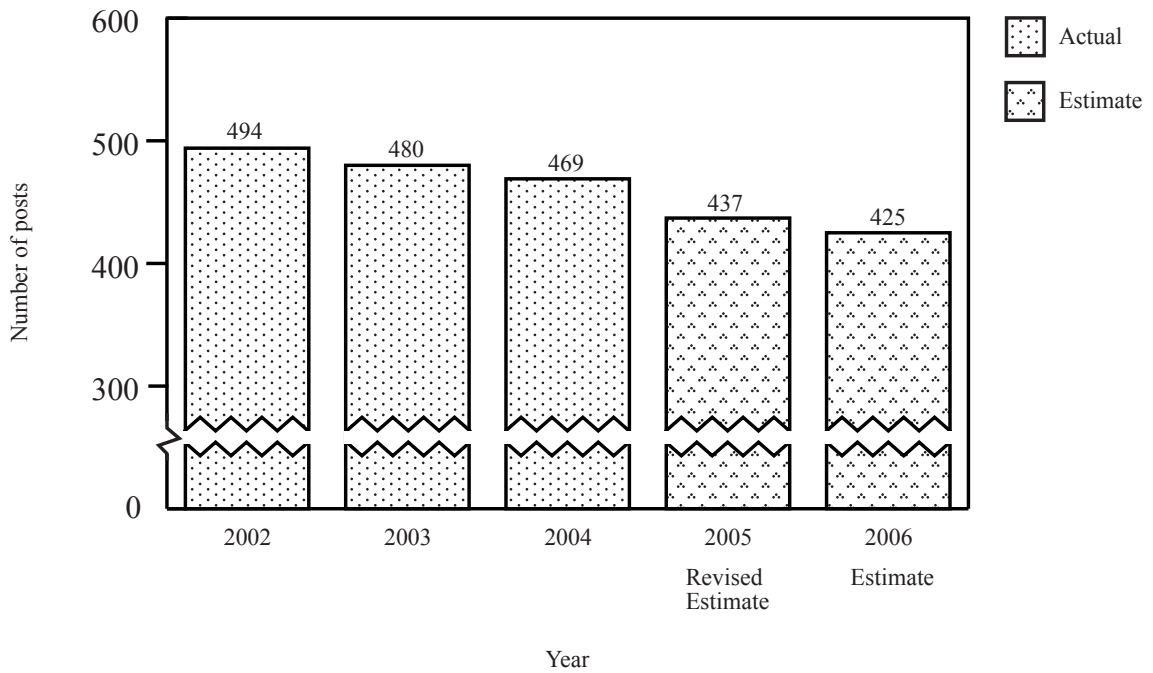 600
500
400
300
0
Number of posts
494
480
469
437
425
2002
2003
2004
2005
2006
Revised
Estimate
Estimate
Year
Actual
Estimate